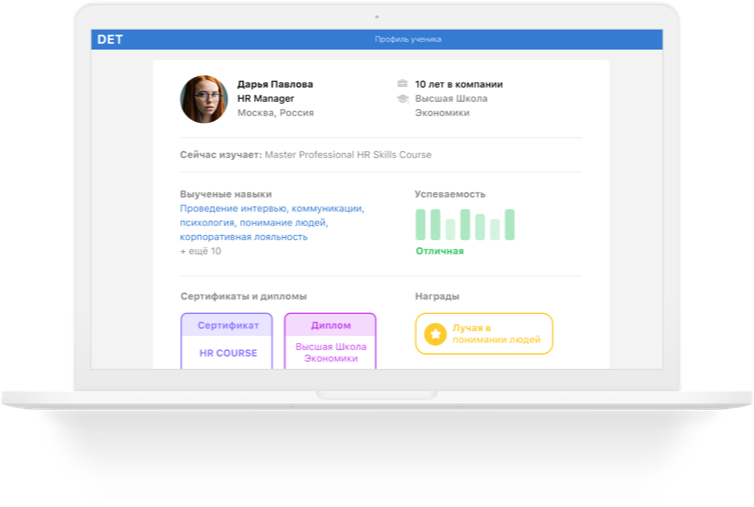 DET
Профиль ученика
Дарья Павлова
HR Manager
Москва, Россия
10 лет в компании
Высшая Школа
Экономики
Сейчас изучает: Master Professional HR Skills Course
Выученые навыки
Проведение интервью, коммуникации,
психология, понимание людей,
корпоративная лояльность
+ ещё 10
Успеваемость
Отличная
Сертификаты и дипломы
Сертификат
HR COURSE
Диплом
Высшая Школа
Экономики
Награды
Лучая в
понимании людей